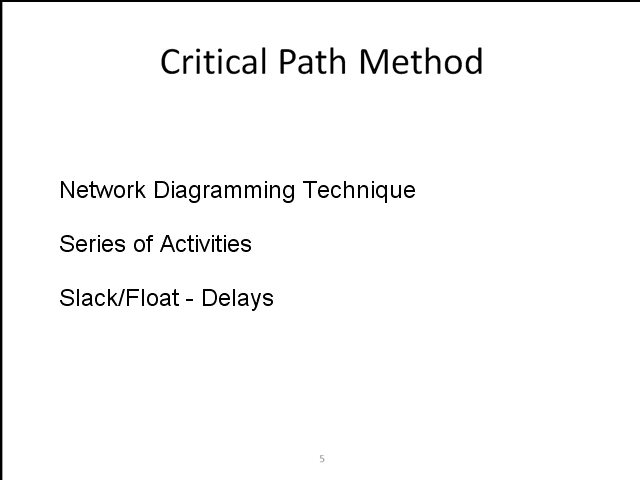 Critical Path Method
Network Diagramming Technique
Series of Activities
Slack/Float - Delays
5